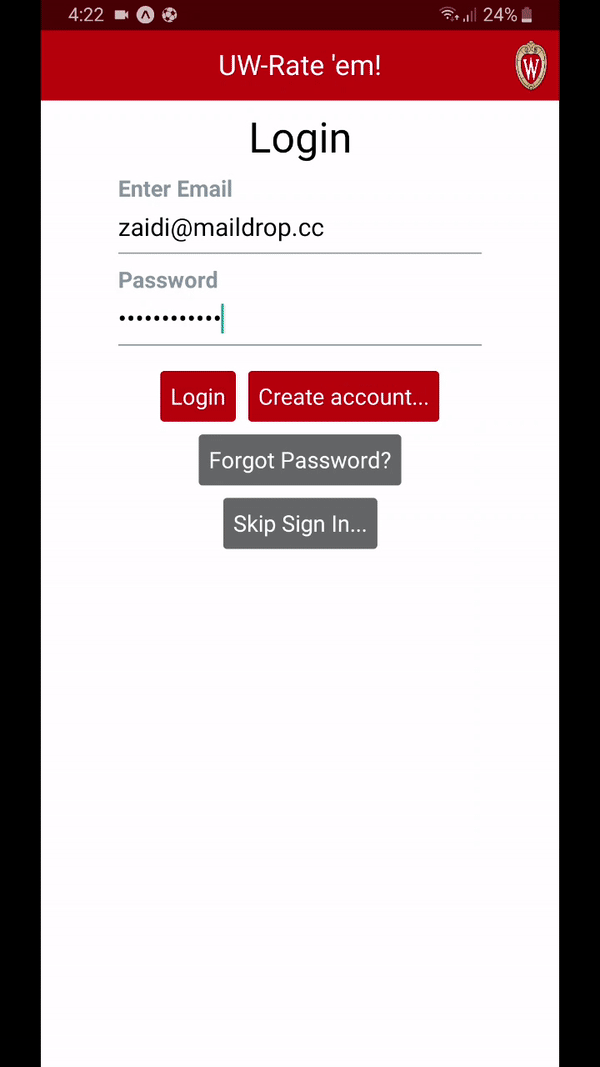 4:22 24%
UW-Rate 'em!
W
Login
Enter Email
zaidi@maildrop.cc
Password
••••••••••••
Login Create account...
Forgot Password?
Skip Sign In...